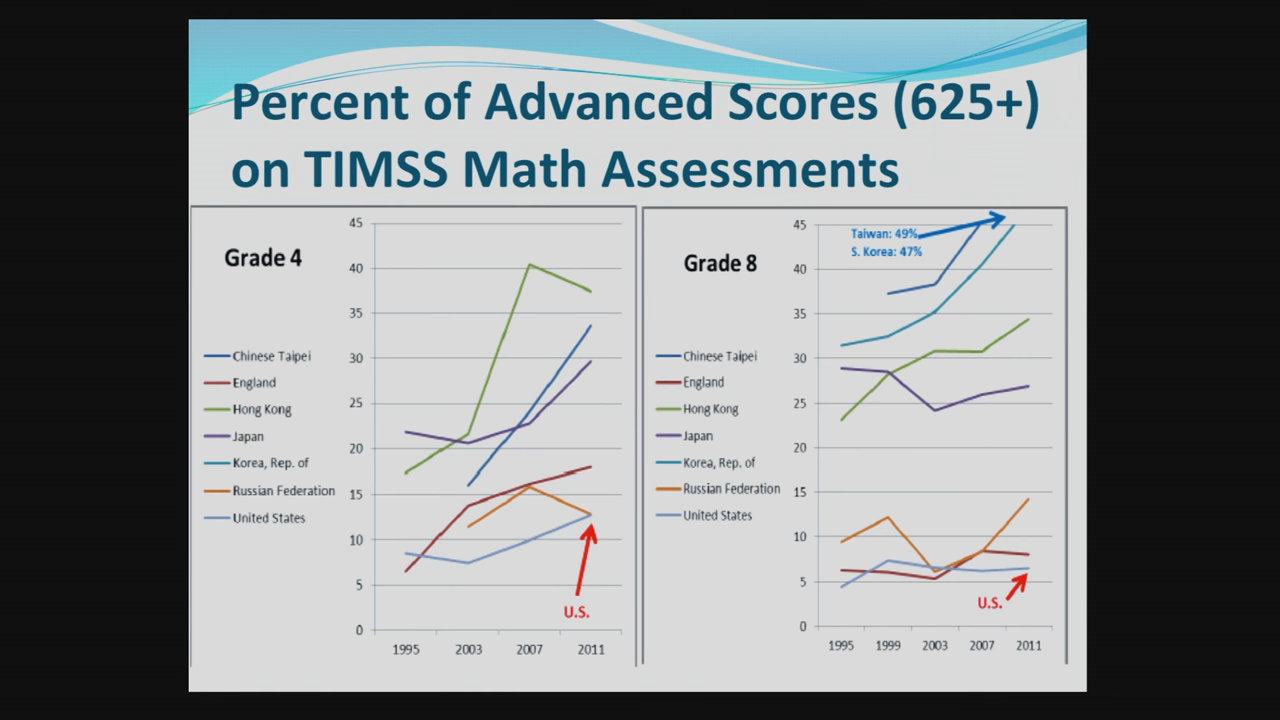 Percent of Advanced Scores (625+)
on TIMSS Math Assessments
Grade 4
45
40
35
30
25
20
15
10
5
0
Chinese Taipei
England
Hong Kong
Japan
Korea, Rep. of
Russian Federation
United States
U.S.
1995 2003 2007 2011
Grade 8
45
40
35
30
25
20
15
10
5
0
Taiwan: 49%
S. Korea: 47%
Chinese Taipei
England
Hong Kong
Japan
Korea, Rep. of
Russian Federation
United States
U.S.
1995 1999 2003 2007 2011